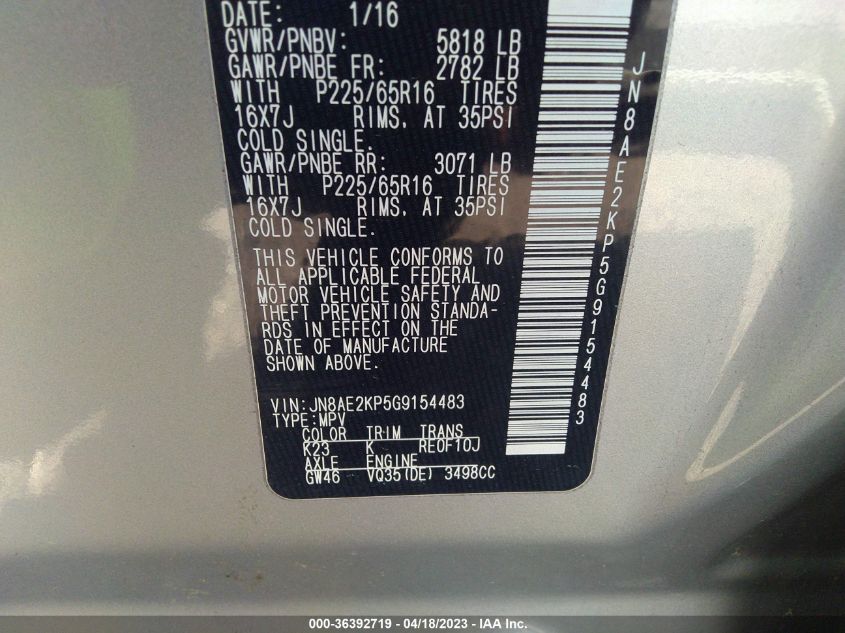 DATE: 1/16
GVWR/PNBV: 5818 LB
GAWR/PNBE FR: 2782 LB
WITH P225/65R16 TIRES
16X7J RIMS. AT 35PSI
COLD SINGLE.
GAWR/PNBE RR: 3071 LB
WITH P225/65R16 TIRES
16X7J RIMS. AT 35PSI
COLD SINGLE.
THIS VEHICLE CONFORMS TO
ALL APPLICABLE FEDERAL
MOTOR VEHICLE SAFETY AND
THEFT PREVENTION STANDA-
RDS IN EFFECT ON THE
DATE OF MANUFACTURE
SHOWN ABOVE.
VIN:JN8AE2KP5G9154483
TYPE:MPV
COLOR TRIM TRANS
K23 K RE0F10J
AXLE ENGINE
GW46 VQ35(DE) 3498CC
JN8AE2KP5G9154483
000-36392719 - 04/18/2023 - IAA Inc.